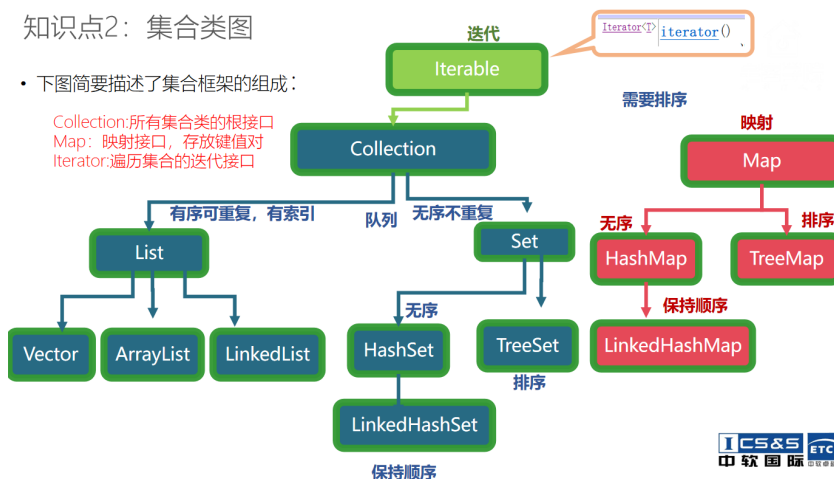 知识点2：集合类图
迭代
Iterator<T> iterator()
、
Iterable
• 下图简要描述了集合框架的组成：
需要排序
Collection:所有集合类的根接口
Map：映射接口，存放键值对
Iterator:遍历集合的迭代接口
映射
Collection
Map
有序可重复，有索引
队列
无序不重复
无序
排序
List
Set
HashMap
TreeMap
无序
保持顺序
Vector
ArrayList
LinkedList
HashSet
TreeSet
LinkedHashMap
排序
LinkedHashSet
保持顺序
ICS&S
ETC
中软国际